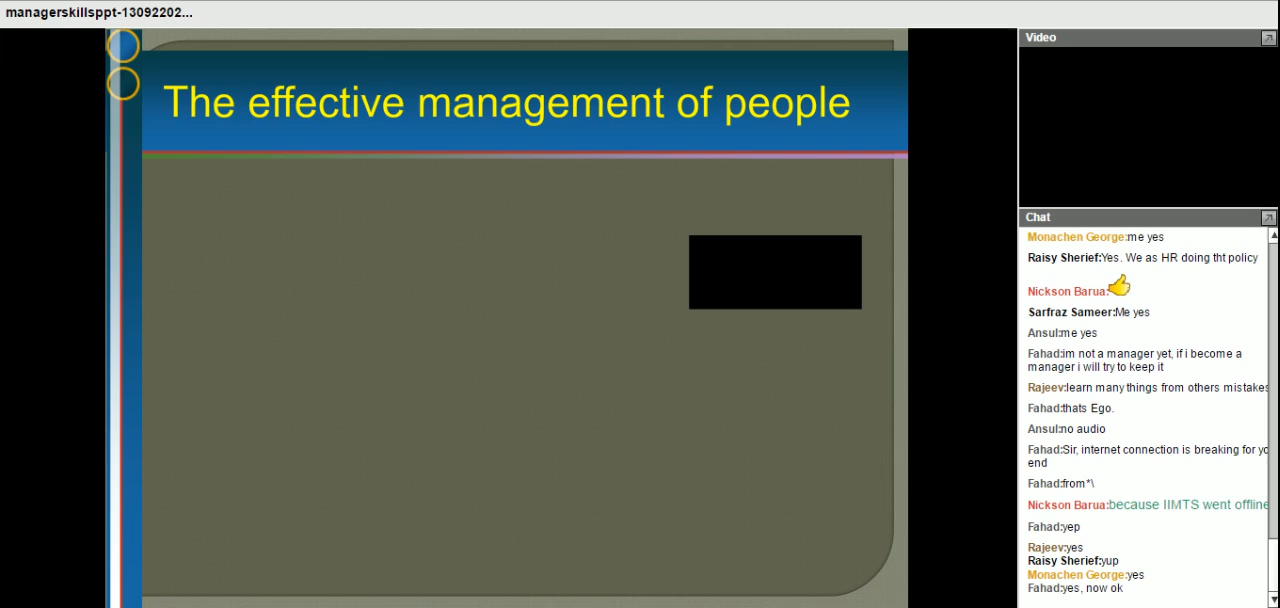 managerskillsppt-13092202...
The effective management of people
Video
Chat
Monachen George:me yes
Raisy Sherief:Yes. We as HR doing tht policy
Nickson Barua:
Sarfraz Sameer:Me yes
Ansul:me yes
Fahad:im not a manager yet, if i become a
manager i will try to keep it
Rajeev:learn many things from others mistakes
Fahad:thats Ego.
Ansul:no audio
Fahad:Sir, internet connection is breaking for yo
end
Fahad:from*\
Nickson Barua:because IIMTS went offline
Fahad:yep
Rajeev:yes
Raisy Sherief:yup
Monachen George:yes
Fahad:yes, now ok